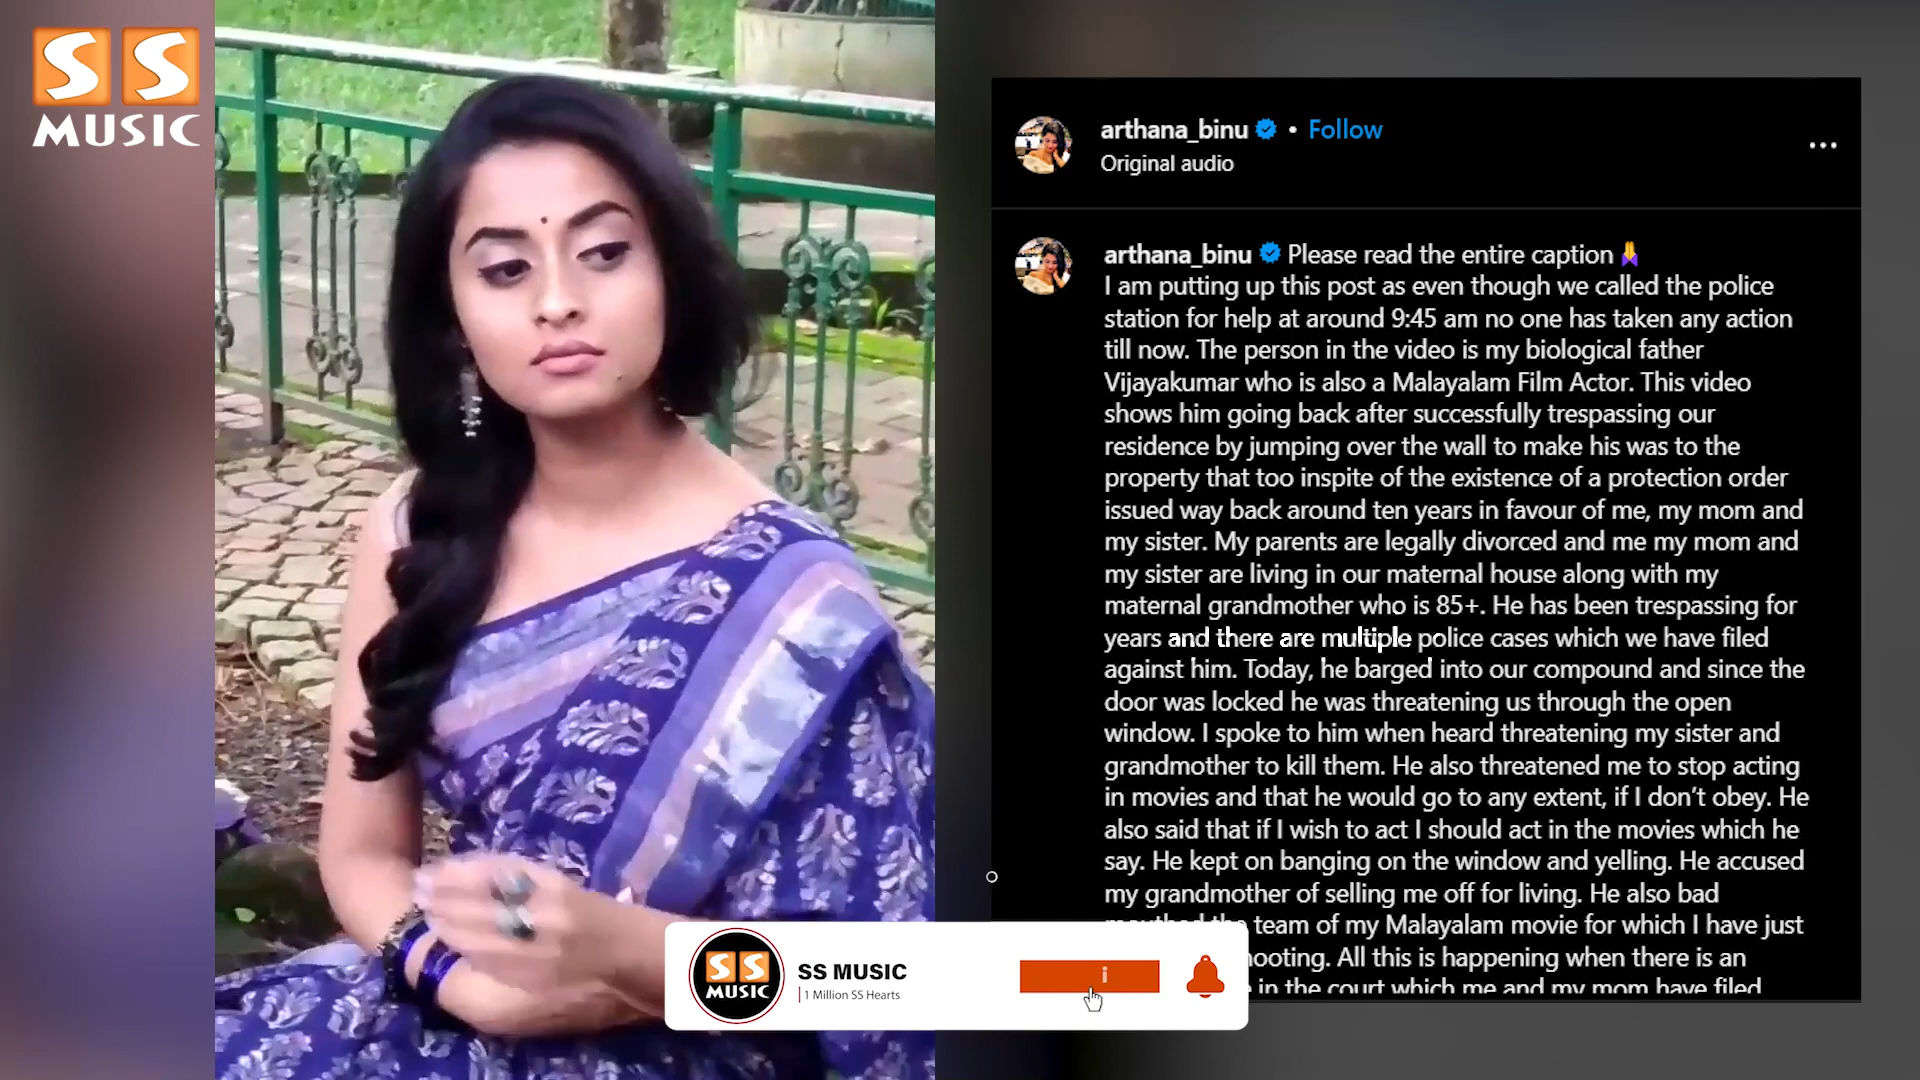 SS
MUSIC
arthana_binu • Follow
Original audio
arthana_binu Please read the entire caption
I am putting up this post as even though we called the police
station for help at around 9:45 am no one has taken any action
till now. The person in the video is my biological father
Vijayakumar who is also a Malayalam Film Actor. This video
shows him going back after successfully trespassing our
residence by jumping over the wall to make his was to the
property that too inspite of the existence of a protection order
issued way back around ten years in favour of me, my mom and
my sister. My parents are legally divorced and me my mom and
my sister are living in our maternal house along with my
maternal grandmother who is 85+. He has been trespassing for
years and there are multiple police cases which we have filed
against him. Today, he barged into our compound and since the
door was locked he was threatening us through the open
window. I spoke to him when heard threatening my sister and
grandmother to kill them. He also threatened me to stop acting
in movies and that he would go to any extent, if I don't obey. He
also said that if I wish to act I should act in the movies which he
say. He kept on banging on the window and yelling. He accused
my grandmother of selling me off for living. He also bad
team of my Malayalam movie for which I have just
hooting. All this is happening when there is an
in the court which me and my mom have filed
SS
MUSIC
SS MUSIC
1 Million SS Hearts